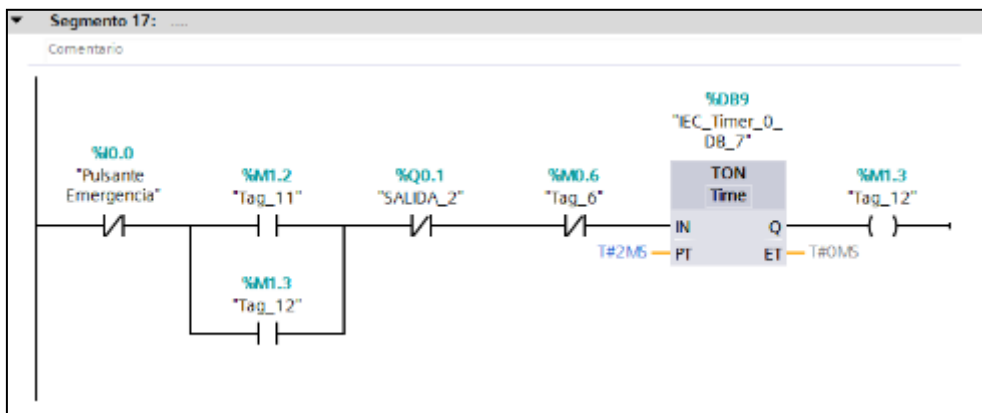 Segmento 17: ....
Comentario
%DB9
"IEC_Timer_0_
DB_7"
%I0.0
"Pulsante
Emergencia"
%M1.2
"Tag_11"
%Q0.1
"SALIDA_2"
%M0.6
"Tag_6"
TON
Time
%M1.3
"Tag_12"
IN
Q
T#2MS
PT
ET
T#0MS
%M1.3
"Tag_12"